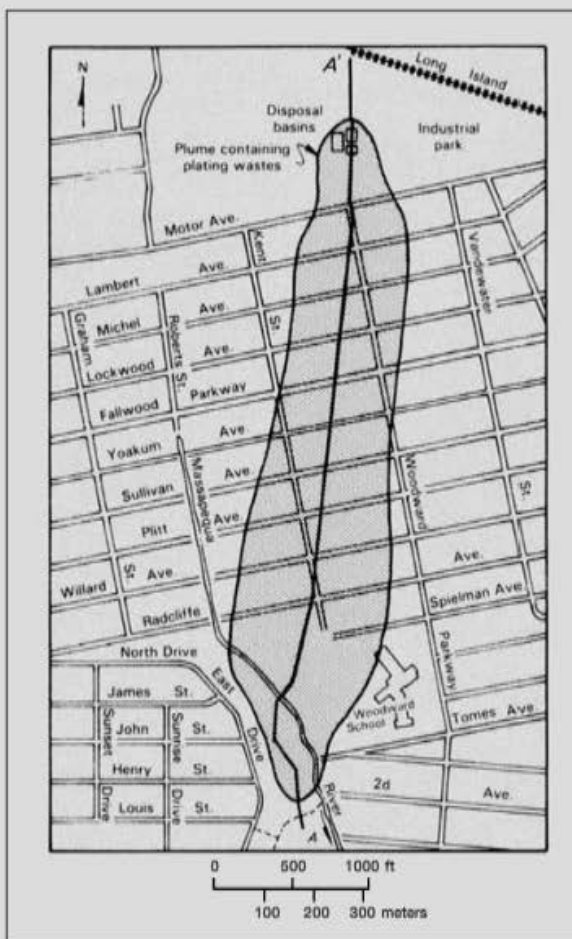 A'
Long
Island
N
Disposal
basins
Plume containing
plating wastes
Industrial
park
Motor Ave.
Kent
St.
Vandewater
St.
Lambert Ave.
Graham
St.
Michel Ave.
Roberts
St.
Lockwood Ave.
Fallwood Parkway
Yoakum Ave.
Massapequa
Woodward
Parkway
Sullivan Ave.
Plitt Ave.
Willard Ave. Ave.
Spielman Ave.
Radcliffe
North Drive
East
Drive
James St.
Woodward
School
Tomes Ave.
Sunset
Drive
John St.
Sunrise
Drive
Henry St.
River
2d Ave.
Louis St.
A
0 500 1000 ft
100 200 300 meters